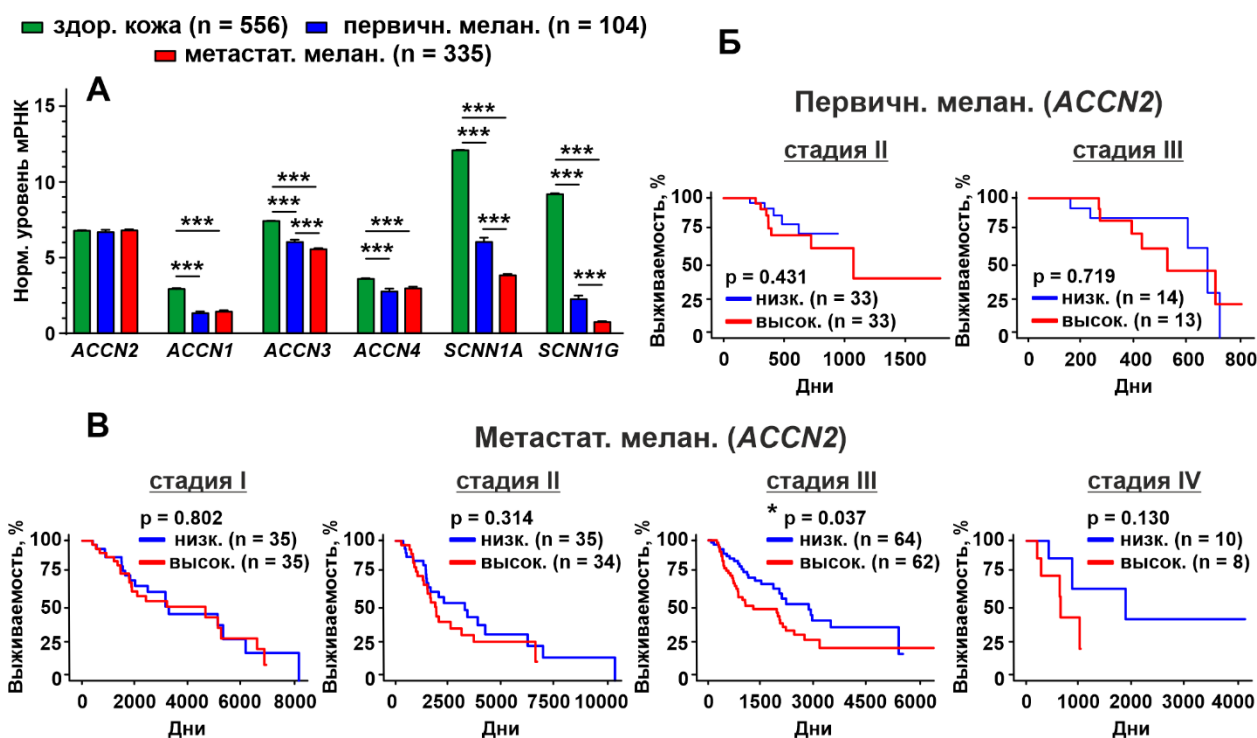 здор. кожа (n = 556) первичн. мелан. (n = 104)
метастат. мелан. (n = 335)
А
Норм. уровень мРНК
15
10
5
0
***
***
***
***
***
***
***
***
***
***
***
***
***
ACCN2 ACCN1 ACCN3 ACCN4 SCNN1A SCNN1G
Б
Первичн. мелан. (ACCN2)
стадия II
Выживаемость, %
100
75
50
25
0
p = 0.431
низк. (n = 33)
высок. (n = 33)
0 500 1000 1500
Дни
стадия III
Выживаемость, %
100
75
50
25
0
p = 0.719
низк. (n = 14)
высок. (n = 13)
0 200 400 600 800
Дни
В
Метастат. мелан. (ACCN2)
стадия I
Выживаемость, %
100
75
50
25
0
p = 0.802
низк. (n = 35)
высок. (n = 35)
0 2000 4000 6000 8000
Дни
стадия II
Выживаемость, %
100
75
50
25
0
p = 0.314
низк. (n = 35)
высок. (n = 34)
0 2500 5000 7500 10000
Дни
стадия III
Выживаемость, %
100
75
50
25
0
* p = 0.037
низк. (n = 64)
высок. (n = 62)
0 1500 3000 4500 6000
Дни
стадия IV
Выживаемость, %
100
75
50
25
0
p = 0.130
низк. (n = 10)
высок. (n = 8)
0 1000 2000 3000 4000
Дни